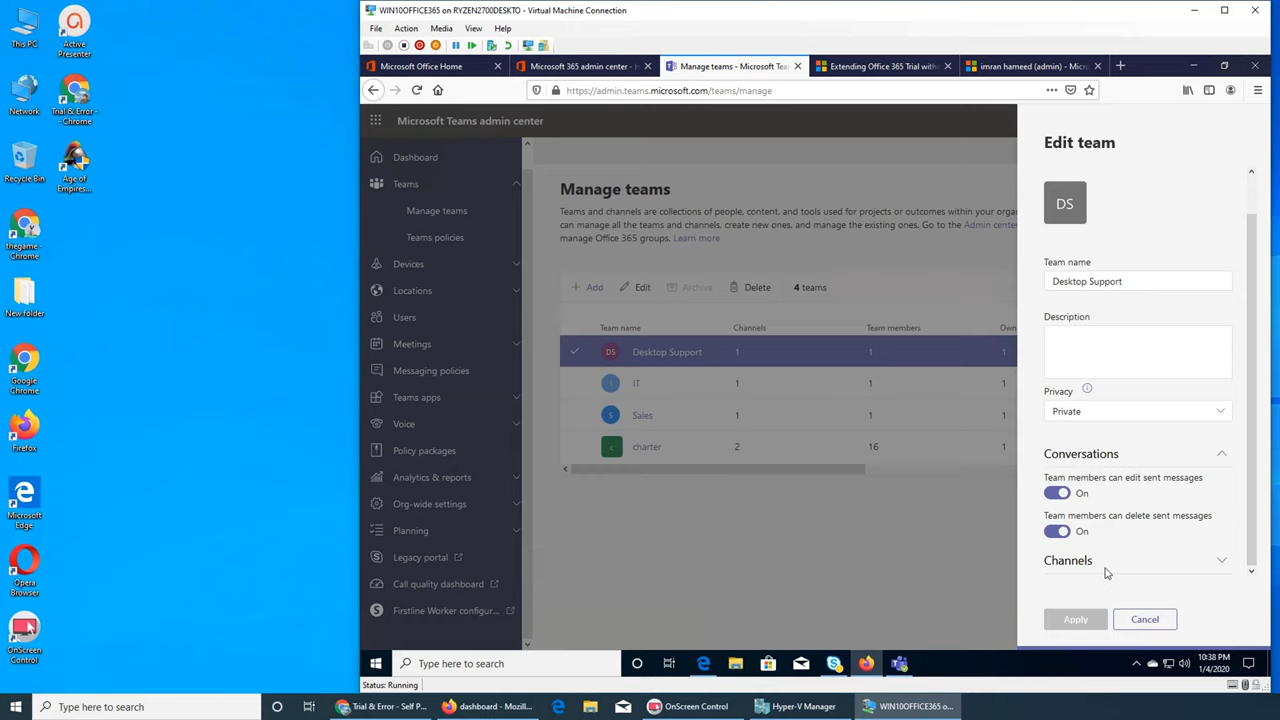 This PC
Active
Presenter
Network
Trial & Error -
- Chrome
Recycle Bin
Age of
Empires...
thegame -
Chrome
New folder
Google
Chrome
Firefox
Microsoft
Edge
Opera
Browser
OnScreen
Control
WIN10OFFICE365 on RYZEN2700DESKTO - Virtual Machine Connection
File Action Media View Help
Microsoft Office Home
Microsoft 365 admin center - H
Manage teams - Microsoft Tea
Extending Office 365 Trial with
imran hameed (admin) - Micr
https://admin.teams.microsoft.com/teams/manage
Microsoft Teams admin center
Dashboard
Teams
Manage teams
Teams policies
Devices
Locations
Users
Meetings
Messaging policies
Teams apps
Voice
Policy packages
Analytics & reports
Org-wide settings
Planning
Legacy portal
Call quality dashboard
Firstline Worker configur...
Manage teams
Teams and channels are collections of people, content, and tools used for projects or outcomes within your organ
can manage all the teams and channels, create new ones, and manage the existing ones. Go to the Admin center
manage Office 365 groups. Learn more
+ Add Edit Archive Delete 4 teams
Team name Channels Team members Own
DS Desktop Support 1 1 1
I IT 1 1 1
S Sales 1 1 1
c charter 2 16 1
Edit team
DS
Team name
Desktop Support
Description
Privacy
Private
Conversations
Team members can edit sent messages
On
Team members can delete sent messages
On
Channels
Apply Cancel
Type here to search
10:38 PM
1/4/2020
Status: Running
Type here to search
Trial & Error - Self P...
dashboard - Mozill...
OnScreen Control
Hyper-V Manager
WIN10OFFICE365 o...